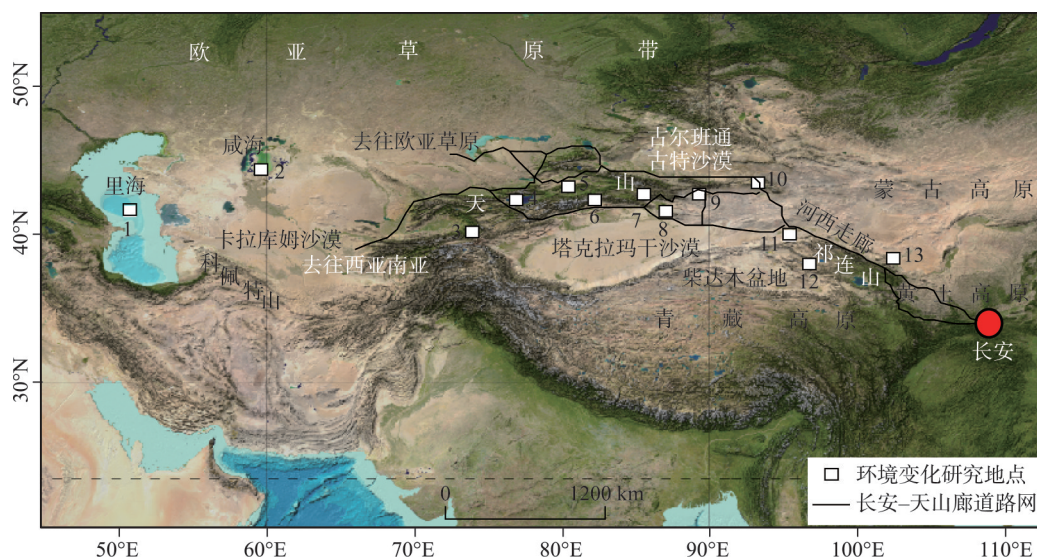 欧亚草原带
50°N
咸海
2
去往欧亚草原
古尔班通
古特沙漠
里海
1
天山
10
蒙古高原
9
6
7
8
40°N
卡拉库姆沙漠
3
去往西亚南亚
塔克拉玛干沙漠
11
河西走廊
13
祁连山
科佩特山
柴达木盆地
12
黄土高原
青藏高原
长安
30°N
环境变化研究地点
0 1200 km
长安–天山廊道路网
50°E 60°E 70°E 80°E 90°E 100°E 110°E